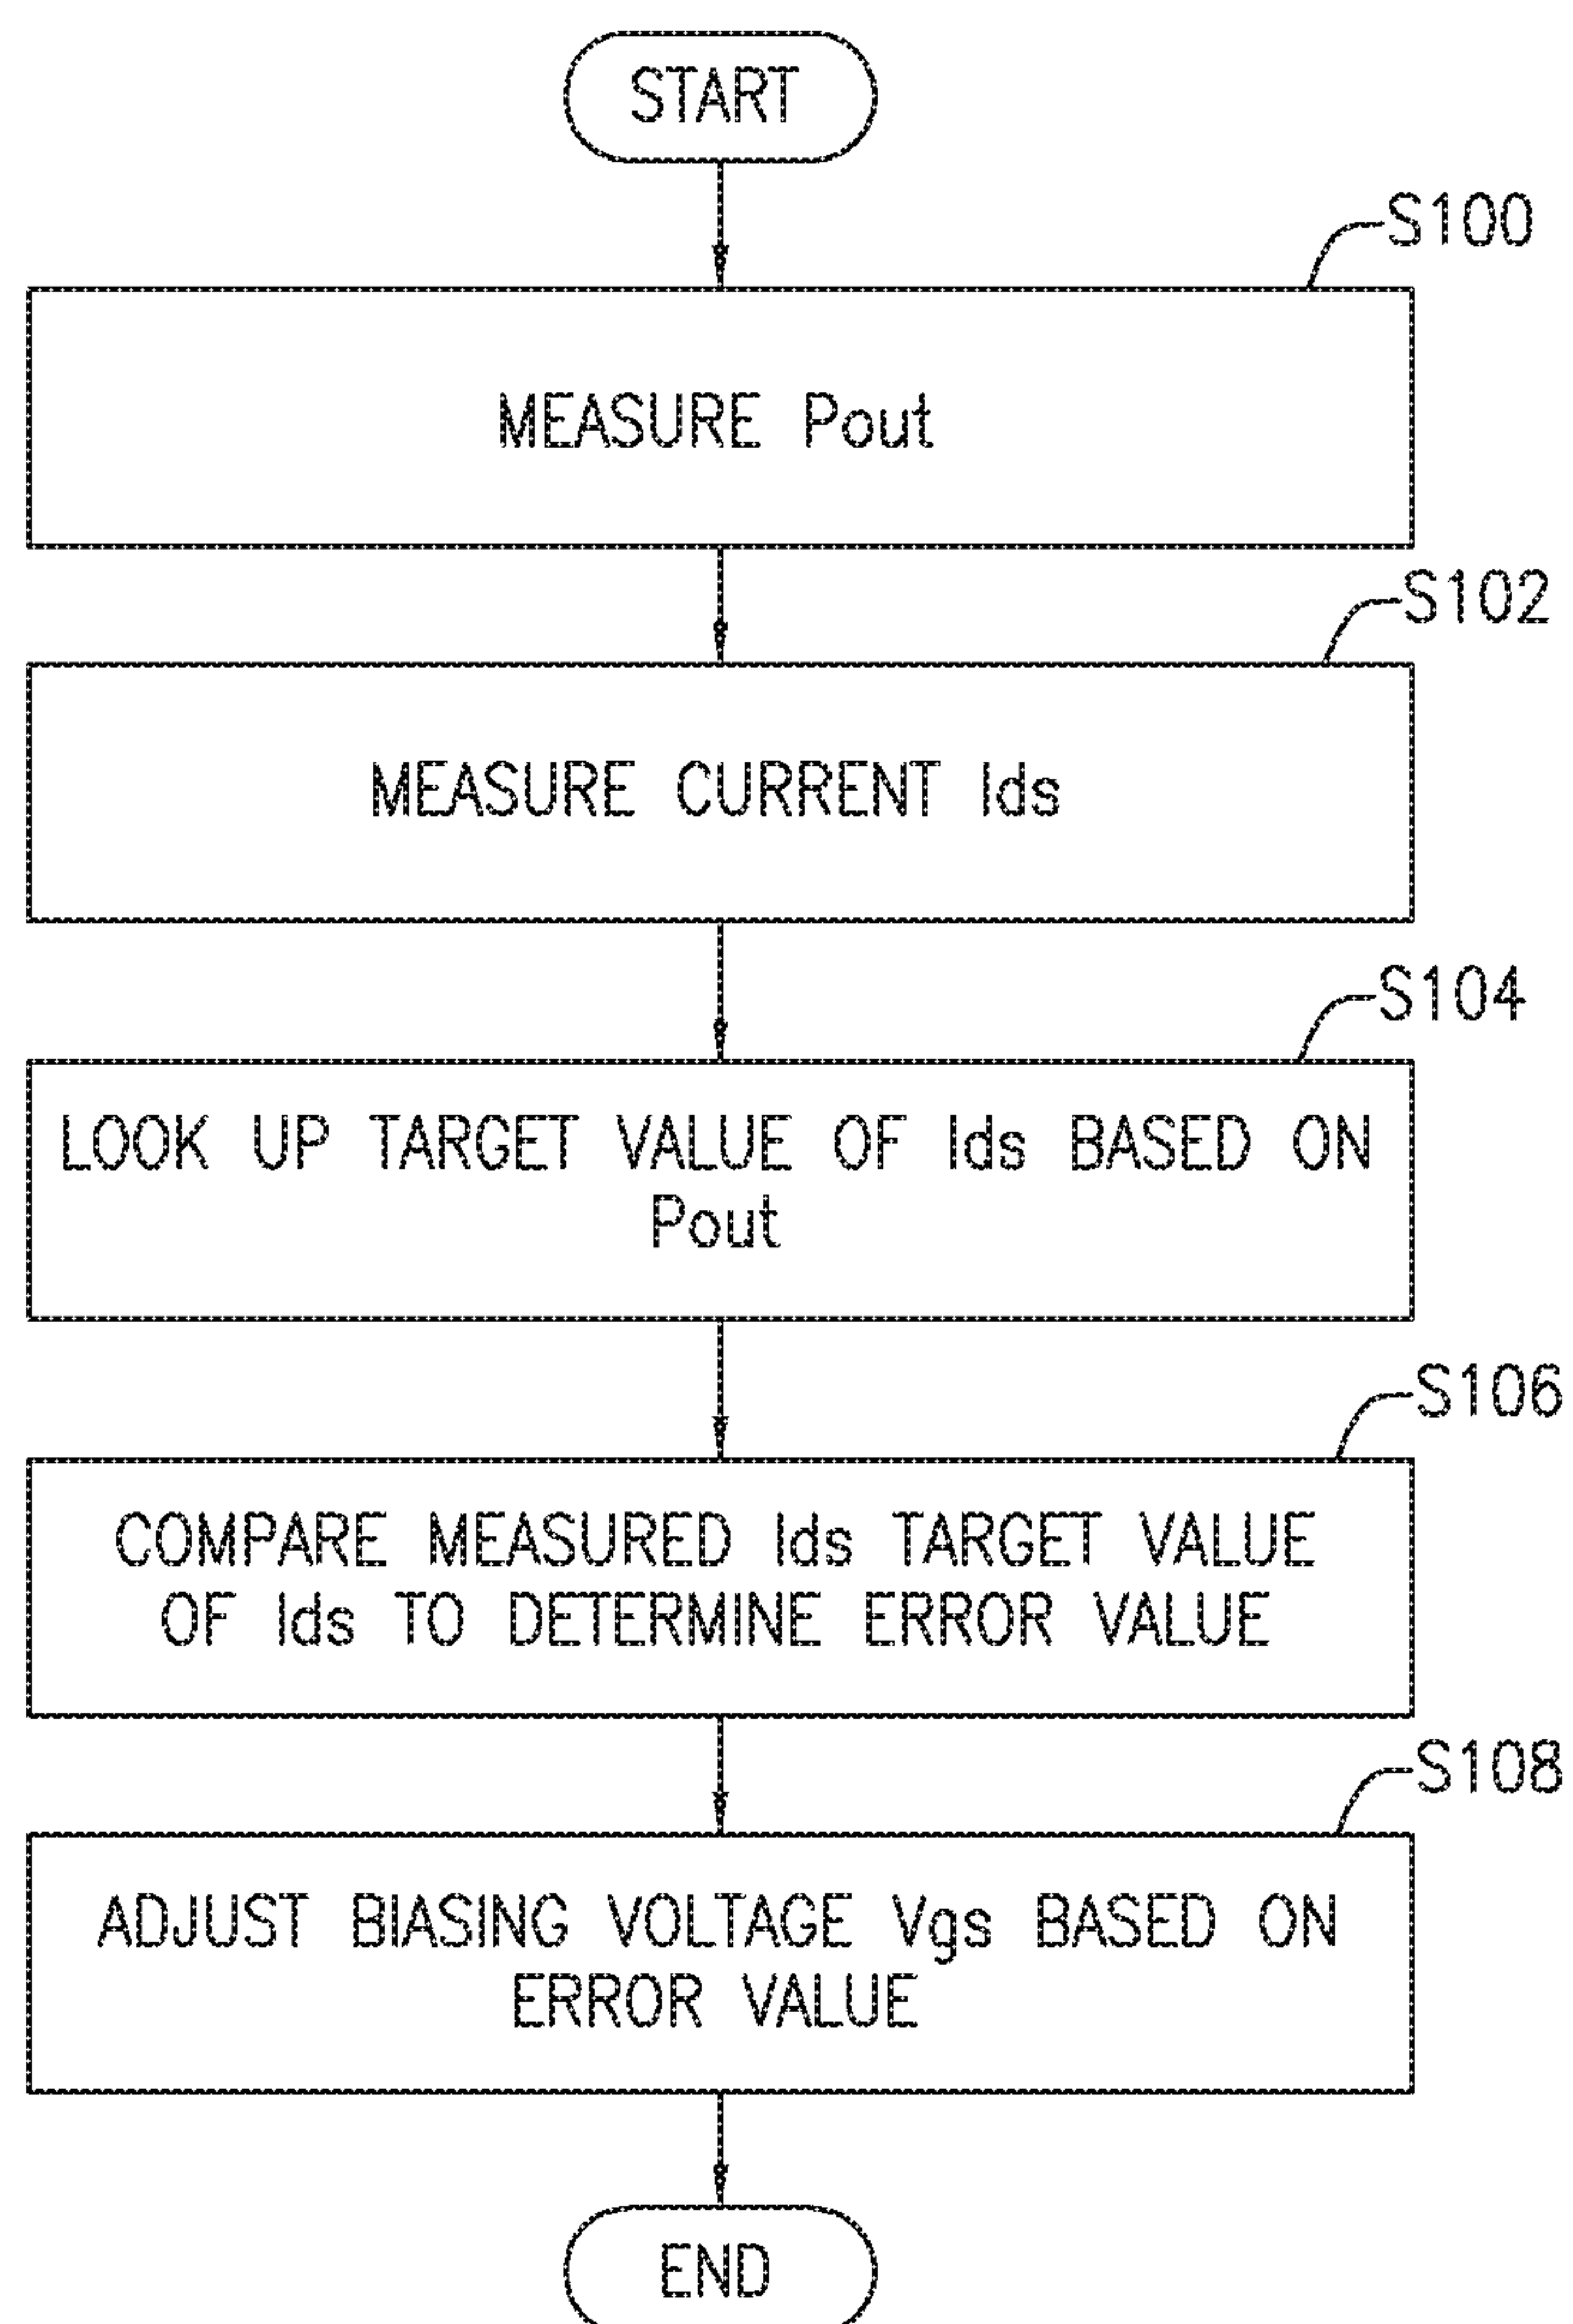 START
S100
MEASURE Pout
S102
MEASURE CURRENT Ids
S104
LOOK UP TARGET VALUE OF Ids BASED ON
Pout
S106
COMPARE MEASURED Ids TARGET VALUE
OF Ids TO DETERMINE ERROR VALUE
S108
ADJUST BIASING VOLTAGE Vgs BASED ON
ERROR VALUE
END